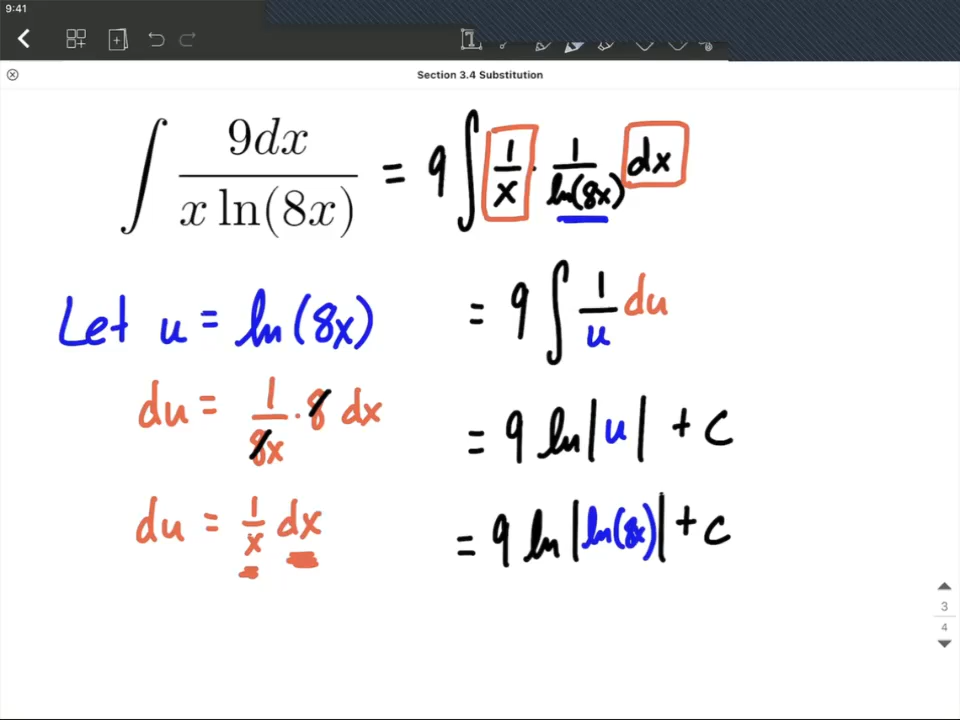 9:41
Section 3.4 Substitution
∫ 9dx / (x ln(8x)) = 9 ∫ 1/x · 1/ln(8x) dx
Let u = ln(8x)
du = 1/8x · 8 dx
du = 1/x dx
= 9 ∫ 1/u du
= 9 ln|u| + C
= 9 ln|ln(8x)| + C
3
4